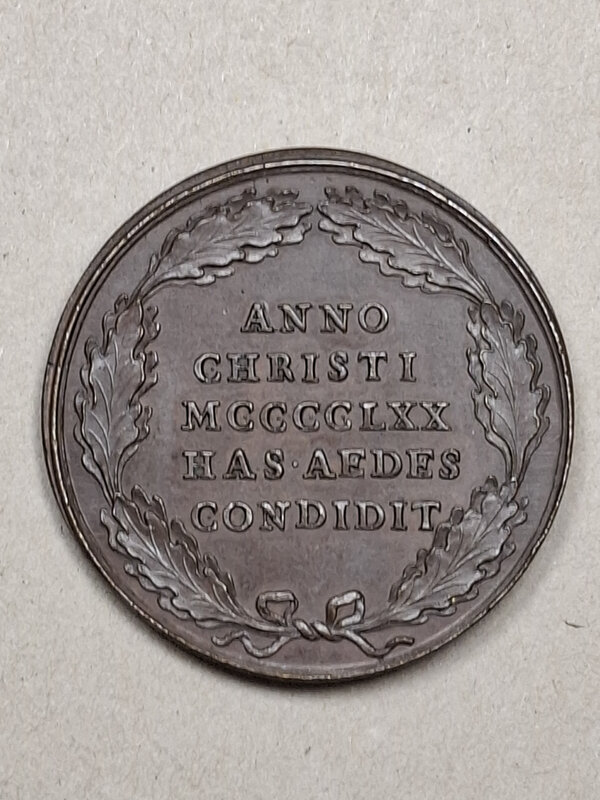 ANNO
CHRISTI
MCCCCLXX
HAS·AEDES
CONDIDIT